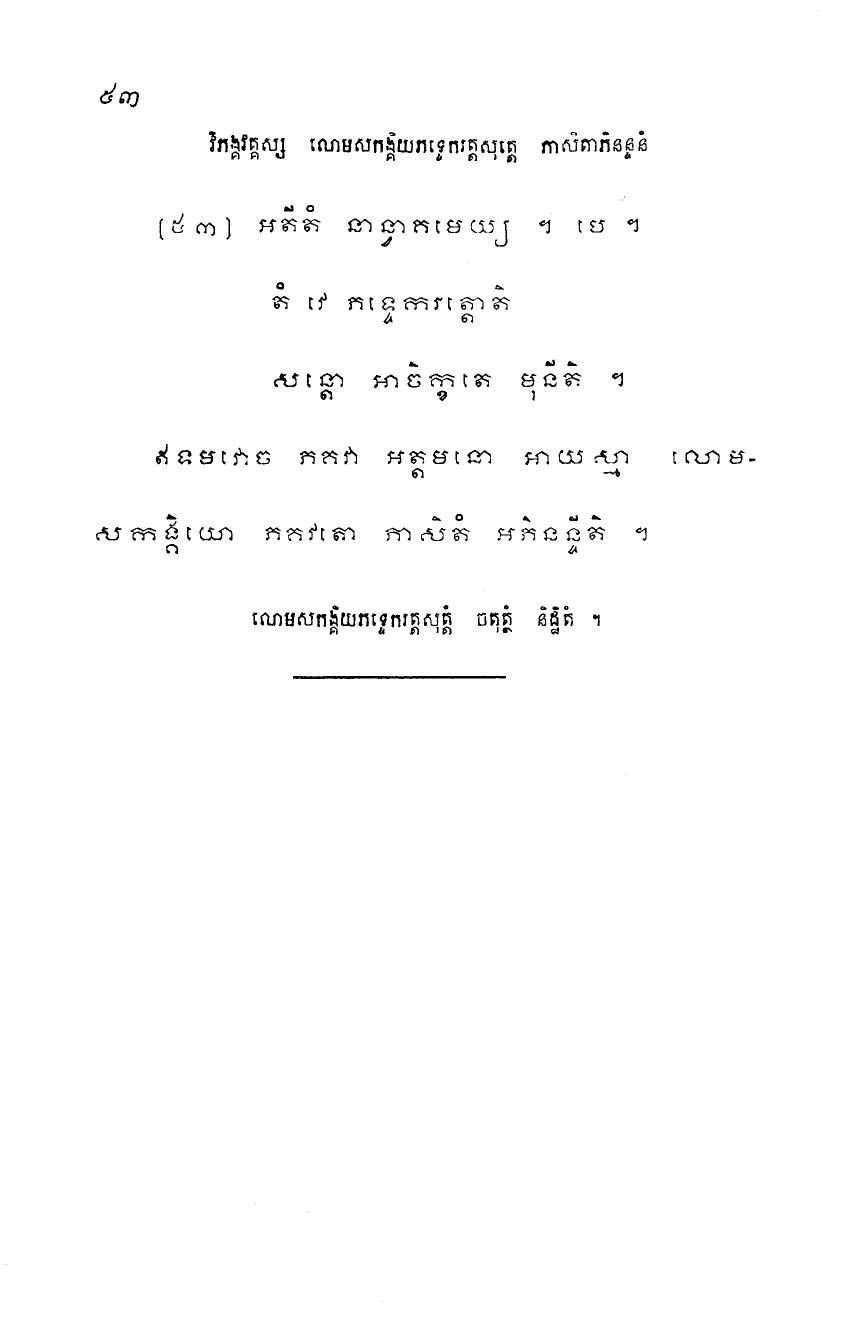 ៥៣
វិភង្គវគ្គស្ស លោមសកង្គិយភទ្ទេករត្តសុត្តេ ភាសិតាភិនន្ទនំ
[៥៣] អតីតំ នាន្វាគមេយ្យ ។ បេ ។
តំ វេ ភទ្ទេករត្តោតិ
សន្តោ អាចិក្ខតេ មុនីតិ ។
ឥទមវោច ភគវា អត្តមនោ អាយស្មា លោម-
សកង្គិយោ ភគវតោ ភាសិតំ អភិនន្ទីតិ ។
លោមសកង្គិយភទ្ទេករត្តសុត្តំ ចតុត្ថំ និដ្ឋិតំ ។